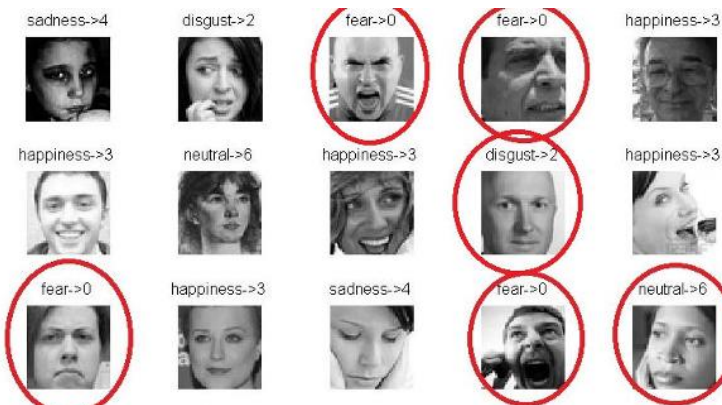 sadness->4 disgust->2 fear->0 fear->0 happiness->3
happiness->3 neutral->6 happiness->3 disgust->2 happiness->3
fear->0 happiness->3 sadness->4 fear->0 neutral->6